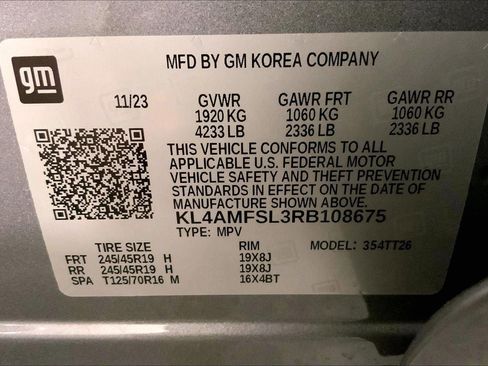 gm
MFD BY GM KOREA COMPANY
11/23 GVWR GAWR FRT GAWR RR
1920 KG 1060 KG 1060 KG
4233 LB 2336 LB 2336 LB
THIS VEHICLE CONFORMS TO ALL
APPLICABLE U.S. FEDERAL MOTOR
VEHICLE SAFETY AND THEFT PREVENTION
STANDARDS IN EFFECT ON THE DATE
OF MANUFACTURE SHOWN ABOVE.
KL4AMFSL3RB108675
TYPE: MPV
TIRE SIZE RIM MODEL: 354TT26
FRT 245/45R19 H 19X8J
RR 245/45R19 H 19X8J
SPA T125/70R16 M 16X4BT